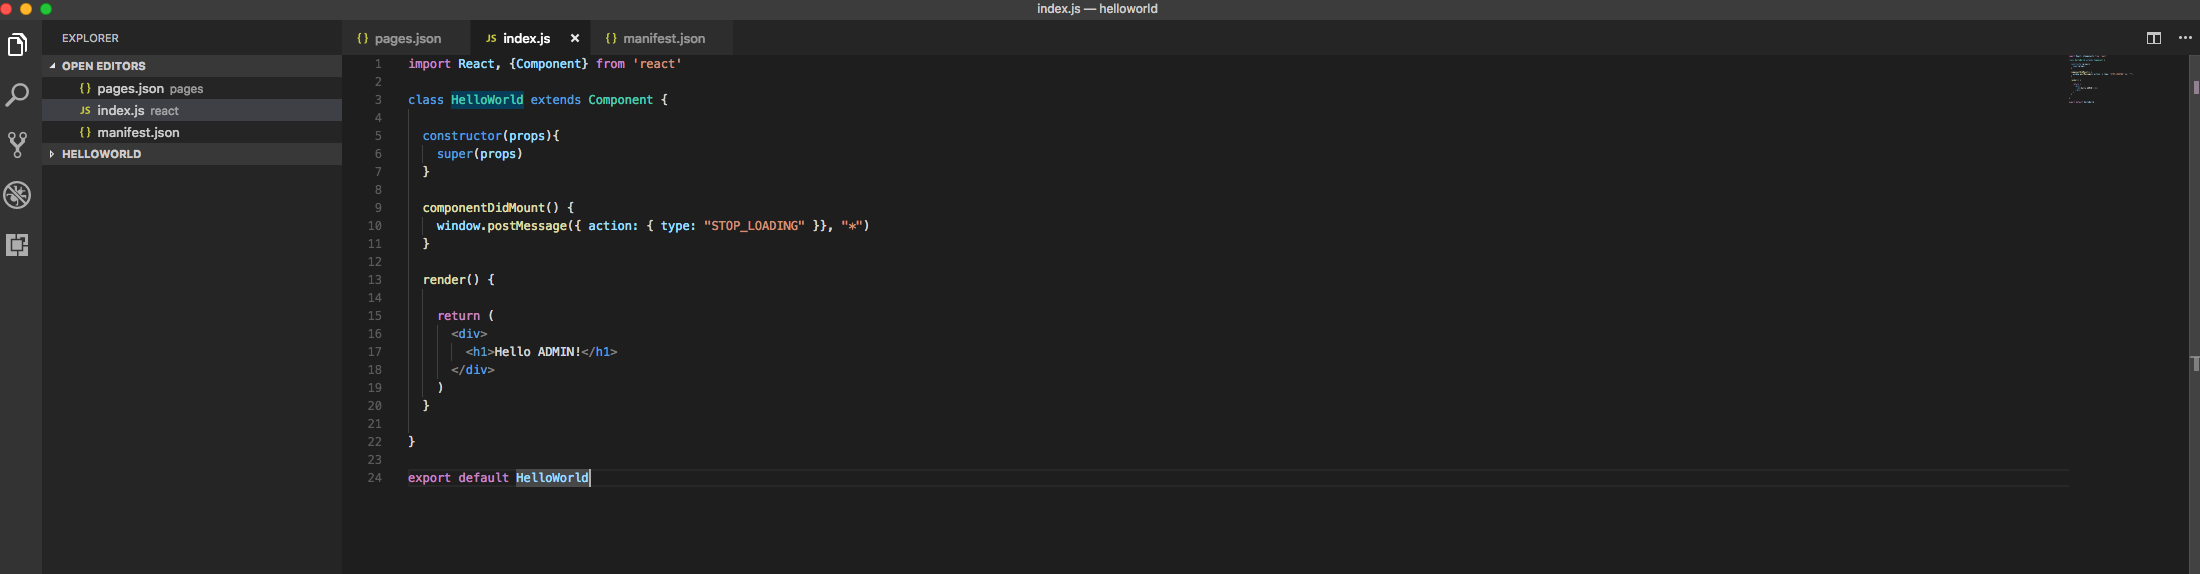 index.js — helloworld
EXPLORER
OPEN EDITORS
{} pages.json pages
JS index.js react
{} manifest.json
HELLOWORLD
{} pages.json
JS index.js ×
{} manifest.json
1 import React, {Component} from 'react'
2
3 class HelloWorld extends Component {
4
5 constructor(props){
6 super(props)
7 }
8
9 componentDidMount() {
10 window.postMessage({ action: { type: "STOP_LOADING" }}, "*")
11 }
12
13 render() {
14
15 return (
16 <div>
17 <h1>Hello ADMIN!</h1>
18 </div>
19 )
20 }
21
22 }
23
24 export default HelloWorld